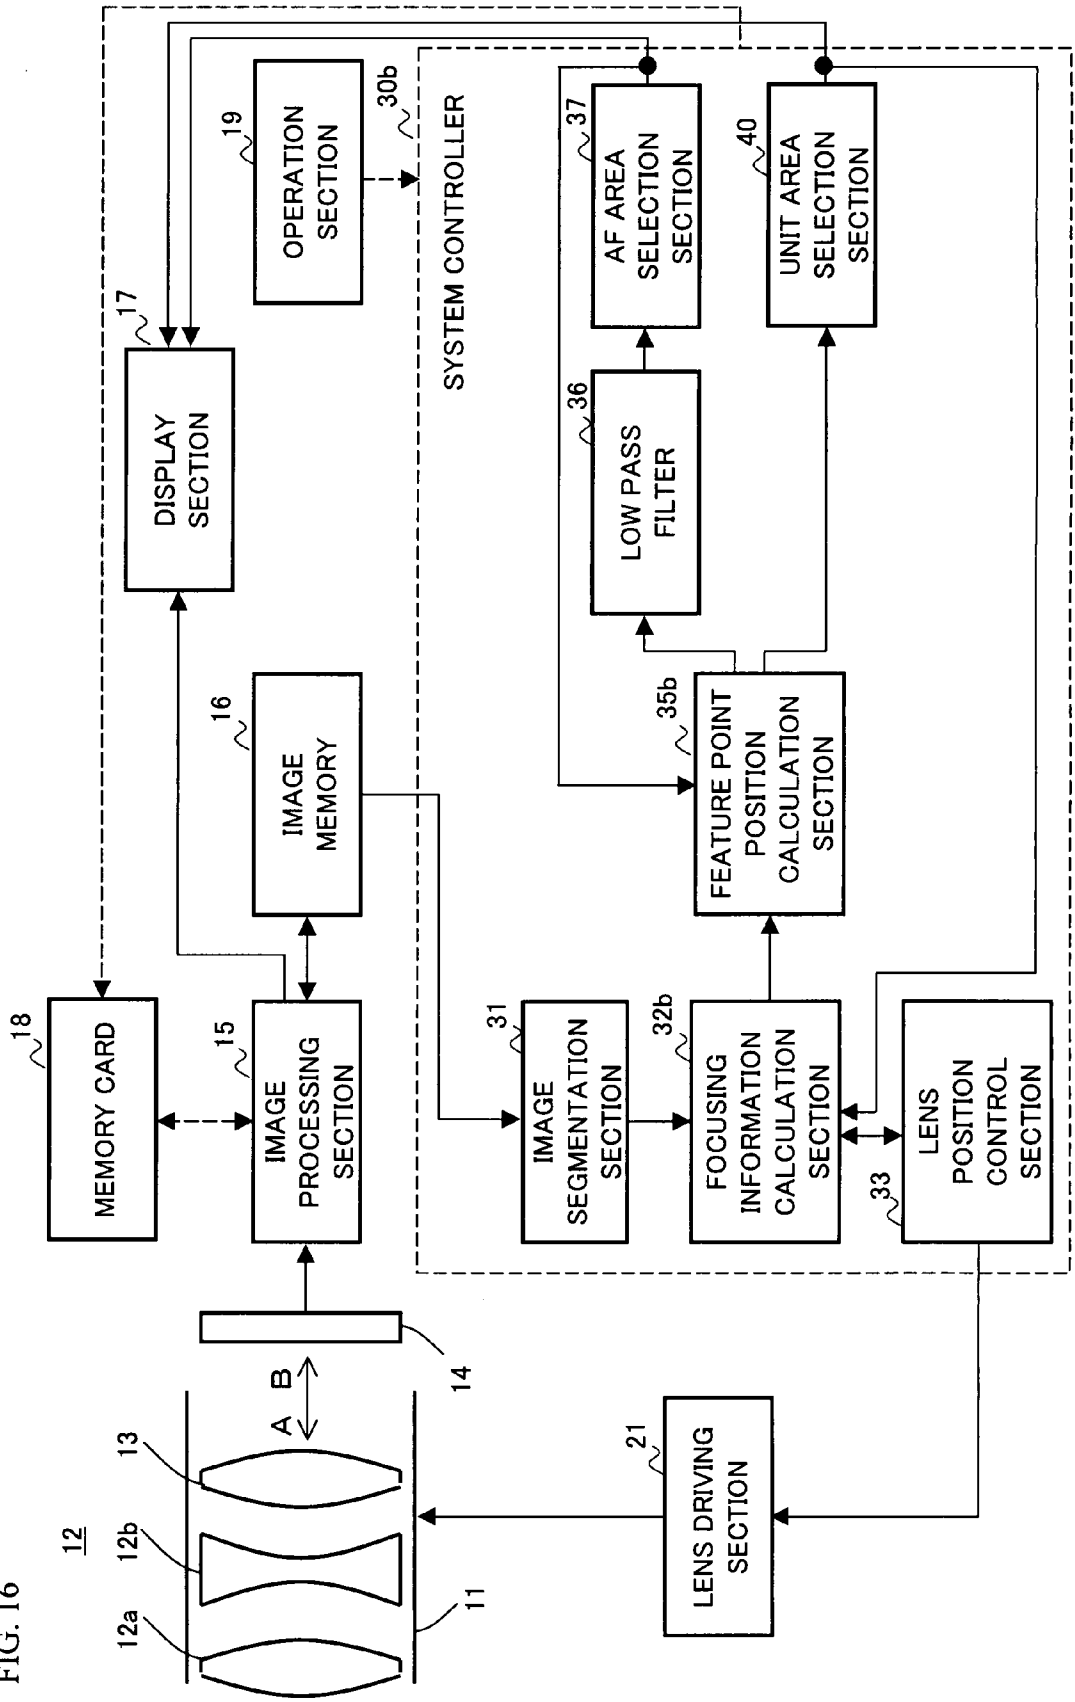 FIG. 16
12
12a
12b
13
11
A
B
14
18
MEMORY CARD
15
IMAGE
PROCESSING
SECTION
16
IMAGE
MEMORY
17
DISPLAY
SECTION
19
OPERATION
SECTION
30b
SYSTEM CONTROLLER
31
IMAGE
SEGMENTATION
SECTION
32b
FOCUSING
INFORMATION
CALCULATION
SECTION
33
LENS
POSITION
CONTROL
SECTION
35b
FEATURE POINT
POSITION
CALCULATION
SECTION
36
LOW PASS
FILTER
37
AF AREA
SELECTION
SECTION
40
UNIT AREA
SELECTION
SECTION
21
LENS DRIVING
SECTION